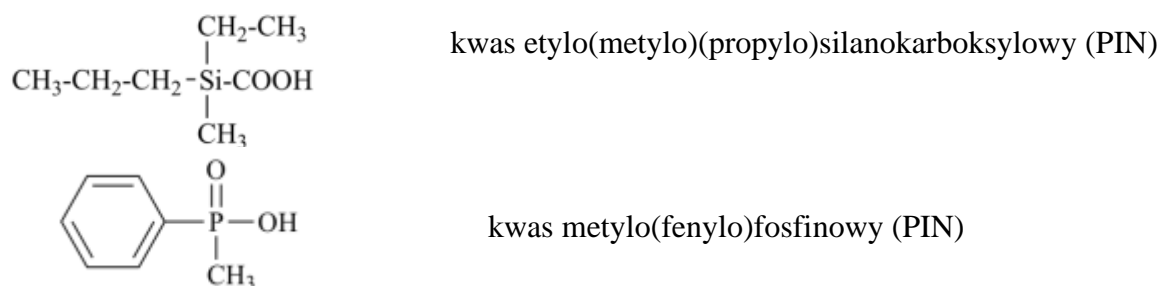 CH₂-CH₃
kwas etylo(metylo)(propylo)silanokarboksylowy (PIN)
CH₃-CH₂-CH₂-Si-COOH
CH₃
O
P-OH
kwas metylo(fenylo)fosfinowy (PIN)
CH₃